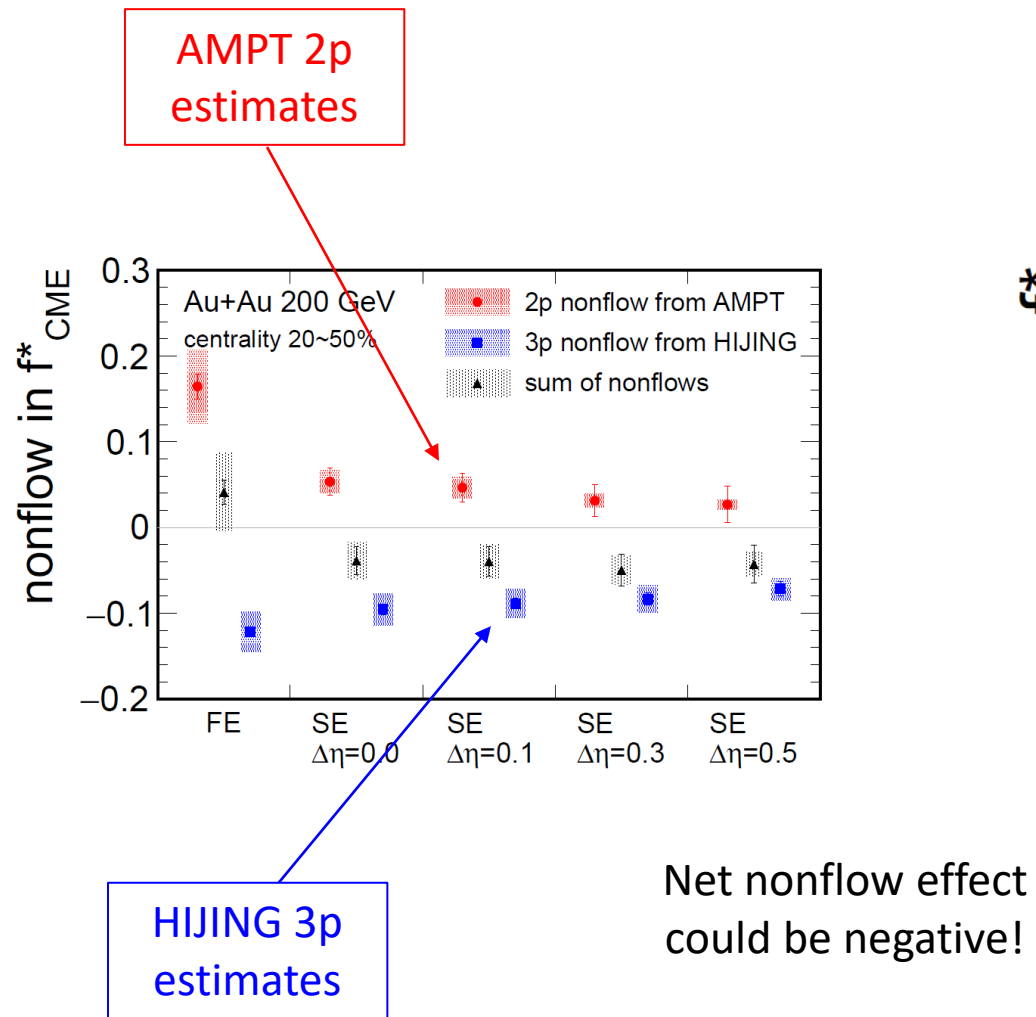 AMPT 2p
estimates
nonflow in f*CME
0.3
0.2
0.1
0
−0.1
−0.2
Au+Au 200 GeV
centrality 20~50%
2p nonflow from AMPT
3p nonflow from HIJING
sum of nonflows
FE
SE
Δη=0.0
SE
Δη=0.1
SE
Δη=0.3
SE
Δη=0.5
HIJING 3p
estimates
Net nonflow effect
could be negative!